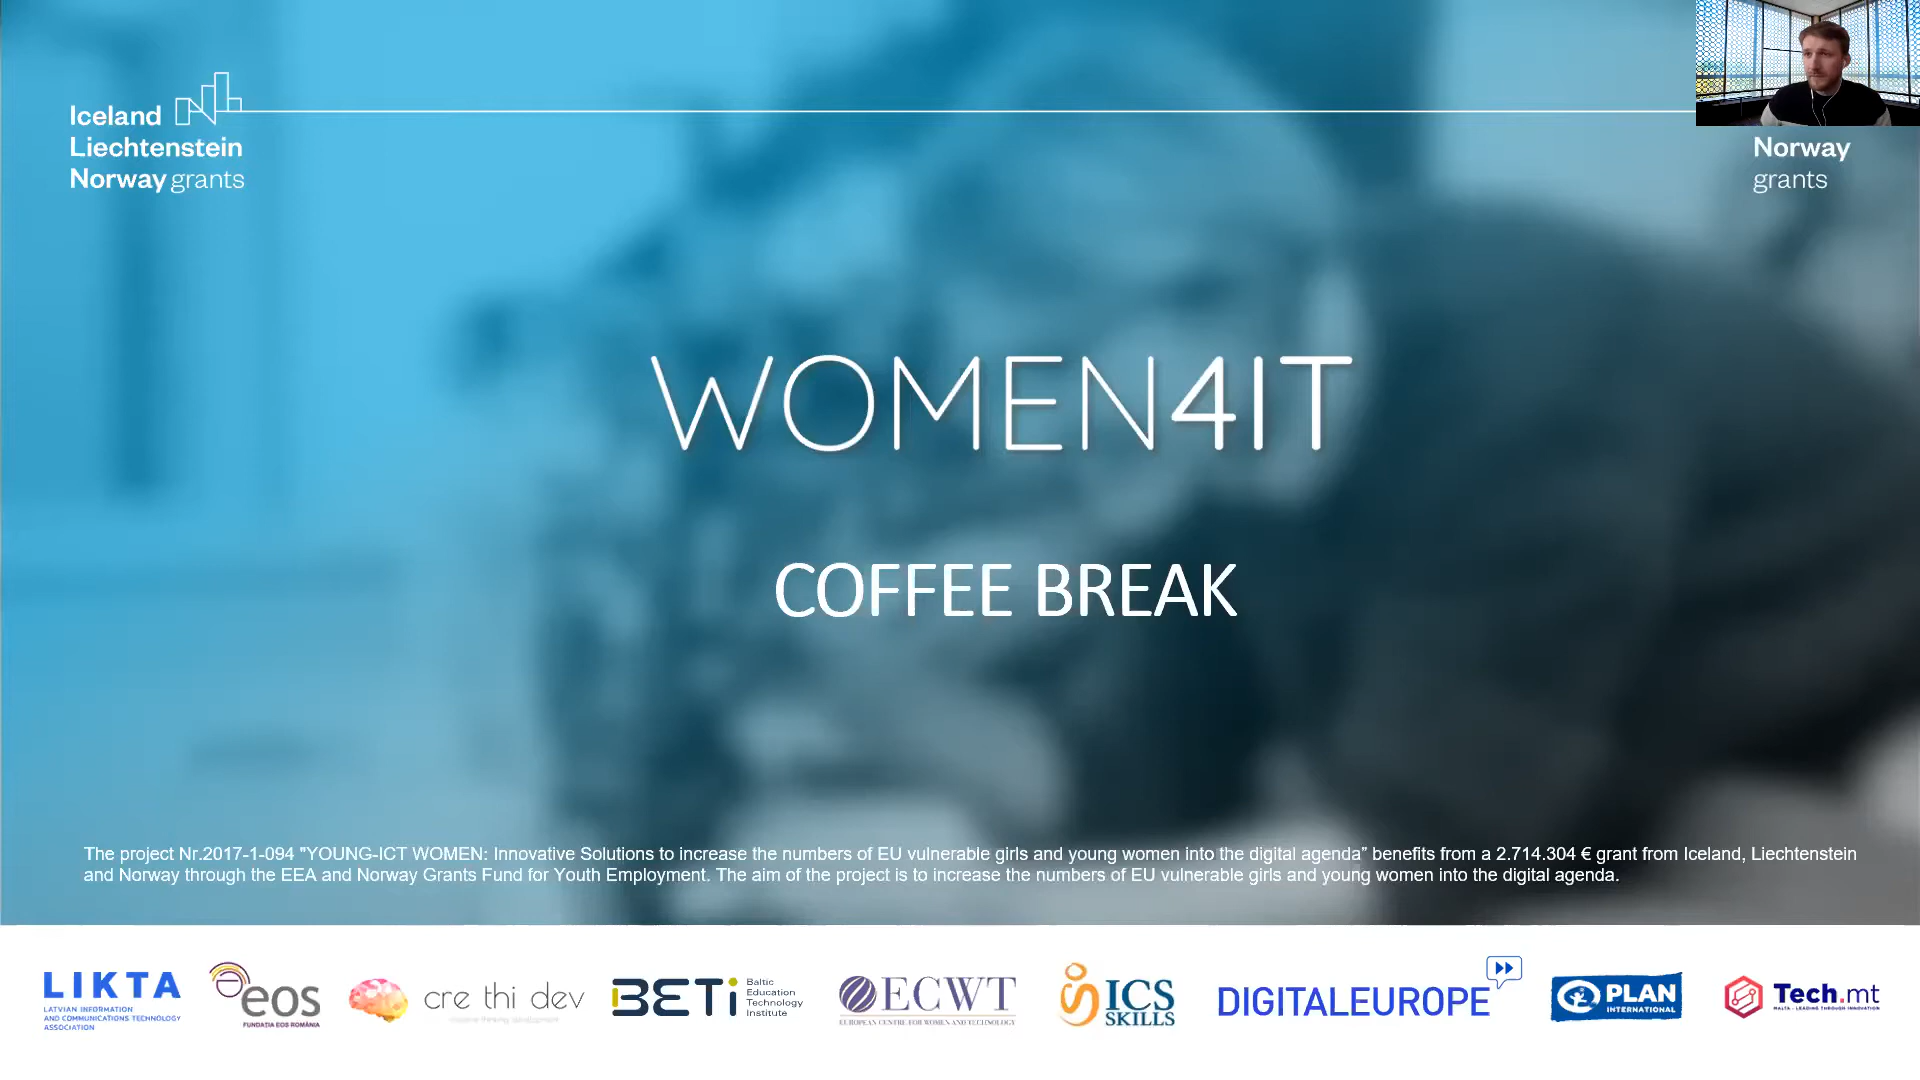 Iceland
Liechtenstein
Norway grants
Norway
grants
WOMEN4IT
COFFEE BREAK
The project Nr.2017-1-094 "YOUNG-ICT WOMEN: Innovative Solutions to increase the numbers of EU vulnerable girls and young women into the digital agenda” benefits from a 2.714.304 € grant from Iceland, Liechtenstein
and Norway through the EEA and Norway Grants Fund for Youth Employment. The aim of the project is to increase the numbers of EU vulnerable girls and young women into the digital agenda.
LIKTA
LATVIAN INFORMATION
AND COMMUNICATIONS TECHNOLOGY
ASSOCIATION
eos
FUNDAȚIA EOS ROMÂNIA
cre thi dev
BETi
Baltic
Education
Technology
Institute
ECWT
EUROPEAN CENTRE FOR WOMEN AND TECHNOLOGY
ICS
SKILLS
DIGITALEUROPE
PLAN
INTERNATIONAL
Tech.mt
MALTA - LEADING THROUGH INNOVATION